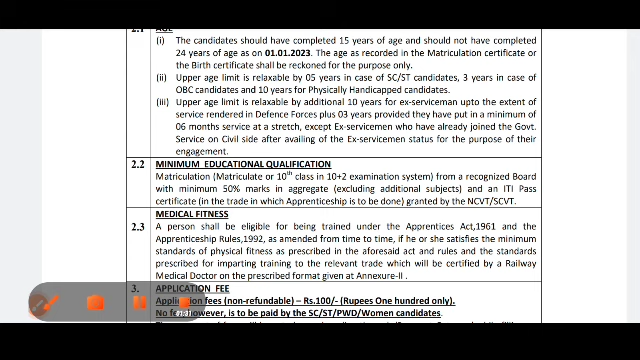 2.1 AGE
(i) The candidates should have completed 15 years of age and should not have completed
24 years of age as on 01.01.2023. The age as recorded in the Matriculation certificate or
the Birth certificate shall be reckoned for the purpose only.
(ii) Upper age limit is relaxable by 05 years in case of SC/ST candidates, 3 years in case of
OBC candidates and 10 years for Physically Handicapped candidates.
(iii) Upper age limit is relaxable by additional 10 years for ex-serviceman upto the extent of
service rendered in Defence Forces plus 03 years provided they have put in a minimum of
06 months service at a stretch, except Ex-servicemen who have already joined the Govt.
Service on Civil side after availing of the Ex-servicemen status for the purpose of their
engagement.
2.2 MINIMUM EDUCATIONAL QUALIFICATION
Matriculation (Matriculate or 10th class in 10+2 examination system) from a recognized Board
with minimum 50% marks in aggregate (excluding additional subjects) and an ITI Pass
certificate (in the trade in which Apprenticeship is to be done) granted by the NCVT/SCVT.
MEDICAL FITNESS
2.3 A person shall be eligible for being trained under the Apprentices Act,1961 and the
Apprenticeship Rules,1992, as amended from time to time, if he or she satisfies the minimum
standards of physical fitness as prescribed in the aforesaid act and rules and the standards
prescribed for imparting training to the relevant trade which will be certified by a Railway
Medical Doctor on the prescribed format given at Annexure-II .
3. APPLICATION FEE
Application fees (non-refundable) – Rs.100/- (Rupees One hundred only).
No fee, however, is to be paid by the SC/ST/PWD/Women candidates.